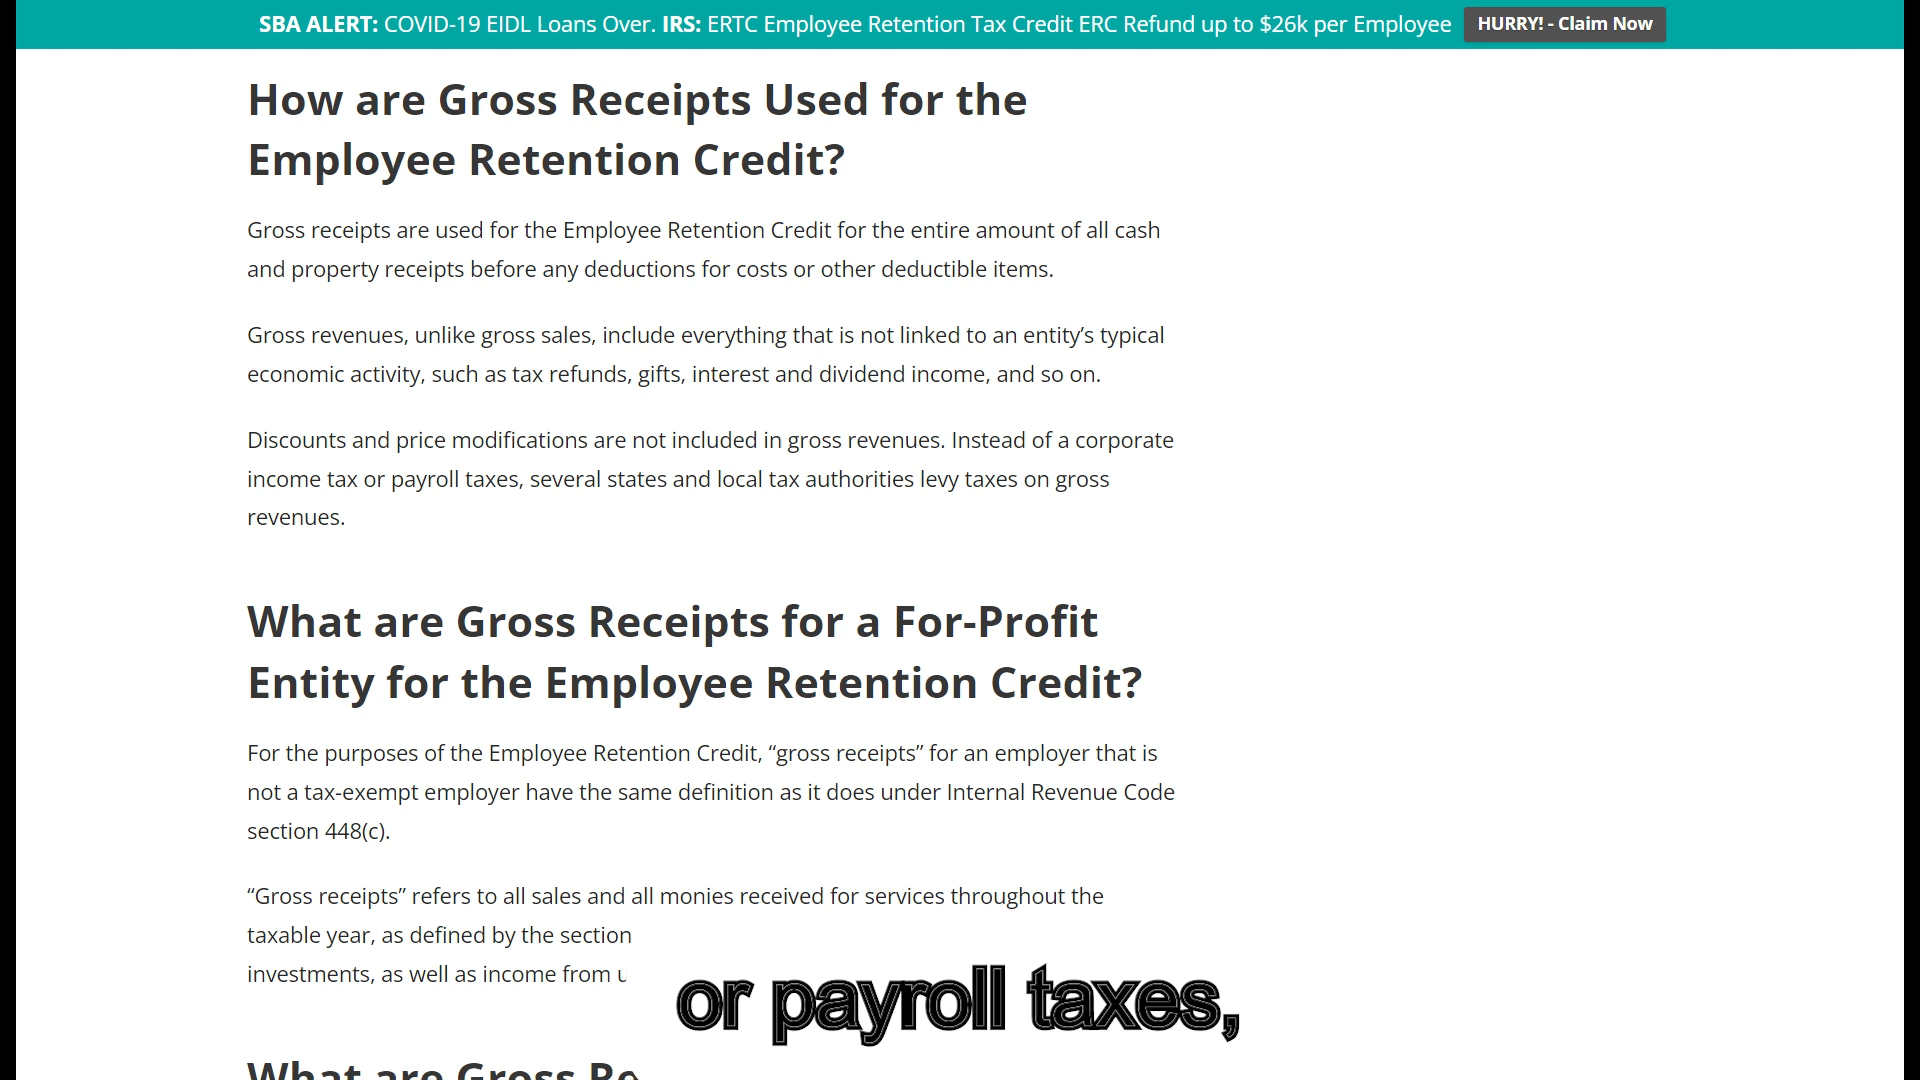 SBA ALERT: COVID-19 EIDL Loans Over. IRS: ERTC Employee Retention Tax Credit ERC Refund up to $26k per Employee HURRY! - Claim Now
How are Gross Receipts Used for the
Employee Retention Credit?
Gross receipts are used for the Employee Retention Credit for the entire amount of all cash
and property receipts before any deductions for costs or other deductible items.
Gross revenues, unlike gross sales, include everything that is not linked to an entity’s typical
economic activity, such as tax refunds, gifts, interest and dividend income, and so on.
Discounts and price modifications are not included in gross revenues. Instead of a corporate
income tax or payroll taxes, several states and local tax authorities levy taxes on gross
revenues.
What are Gross Receipts for a For-Profit
Entity for the Employee Retention Credit?
For the purposes of the Employee Retention Credit, “gross receipts” for an employer that is
not a tax-exempt employer have the same definition as it does under Internal Revenue Code
section 448(c).
“Gross receipts” refers to all sales and all monies received for services throughout the
taxable year, as defined by the section
investments, as well as income from
or payroll taxes,
What are Gross